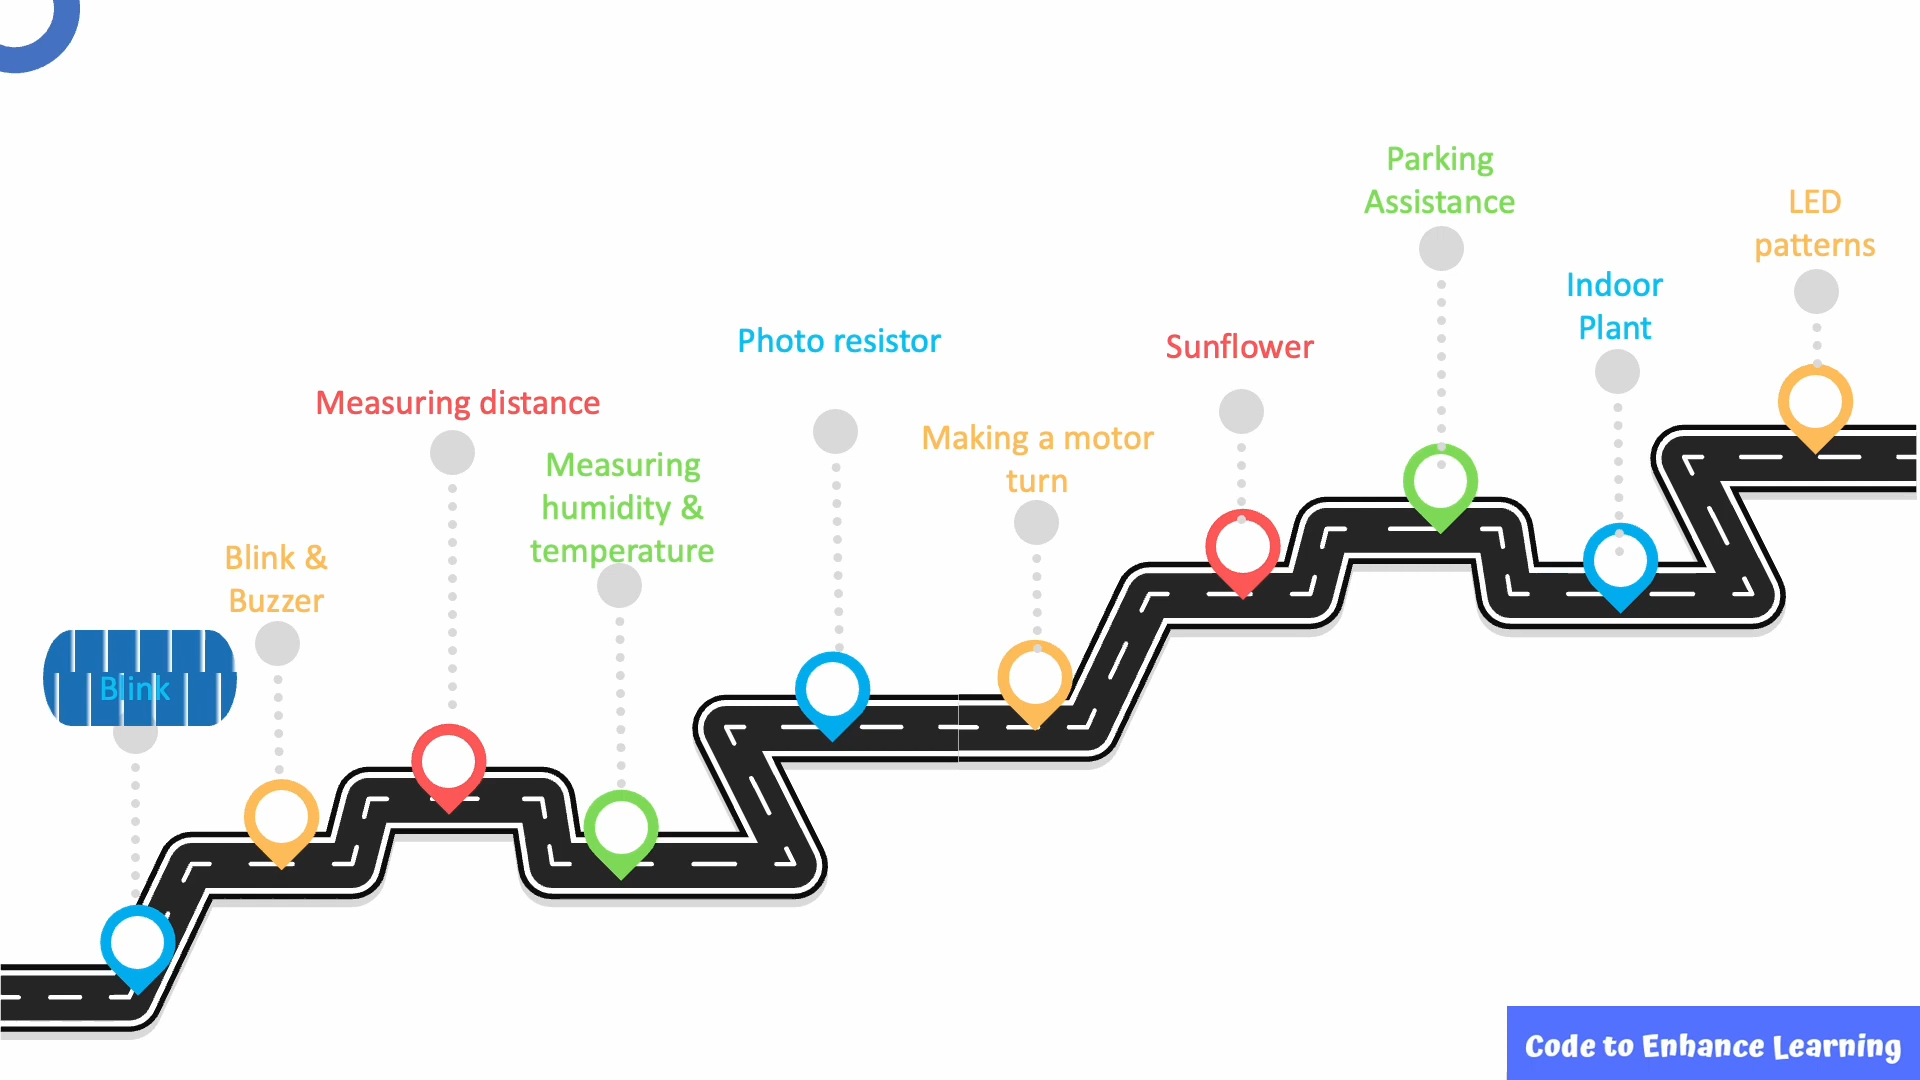 Blink
Blink &
Buzzer
Measuring distance
Measuring
humidity &
temperature
Photo resistor
Making a motor
turn
Sunflower
Parking
Assistance
Indoor
Plant
LED
patterns
Code to Enhance Learning